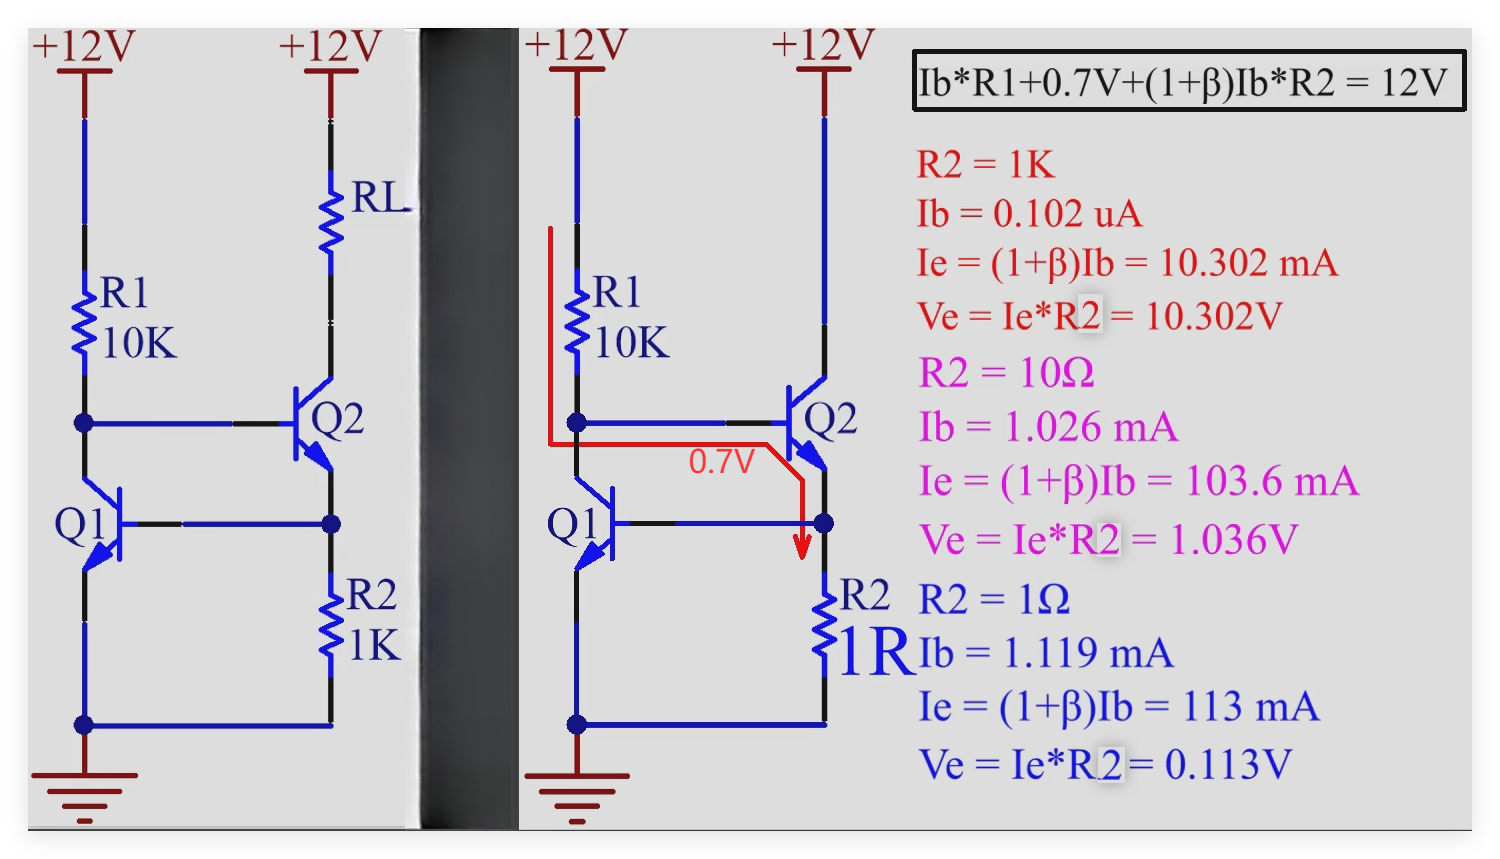 +12V
+12V
RL
R1
10K
Q2
Q1
R2
1K
+12V
+12V
R1
10K
Q2
0.7V
Q1
R2
1R
Ib*R1+0.7V+(1+β)Ib*R2 = 12V
R2 = 1K
Ib = 0.102 uA
Ie = (1+β)Ib = 10.302 mA
Ve = Ie*R2 = 10.302V
R2 = 10Ω
Ib = 1.026 mA
Ie = (1+β)Ib = 103.6 mA
Ve = Ie*R2 = 1.036V
R2 = 1Ω
Ib = 1.119 mA
Ie = (1+β)Ib = 113 mA
Ve = Ie*R2 = 0.113V